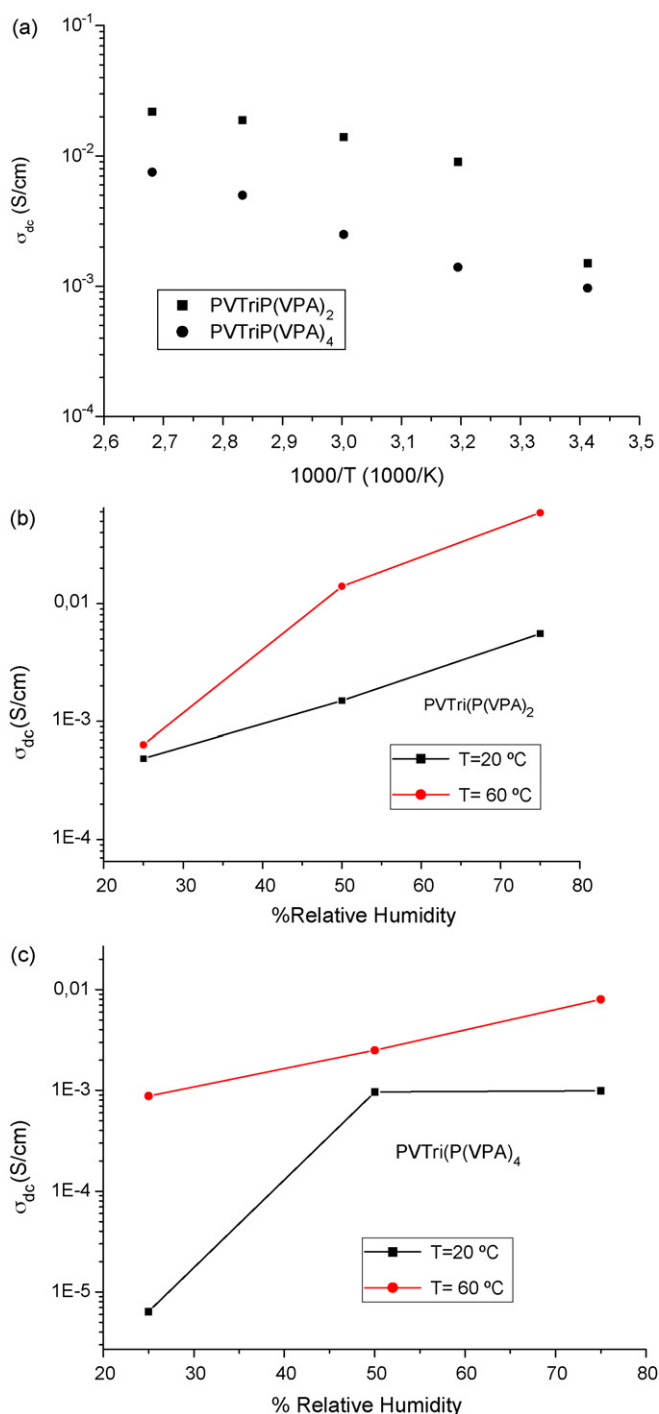 (a)
10⁻¹
10⁻²
10⁻³
10⁻⁴
σdc (S/cm)
PVTriP(VPA)₂
PVTriP(VPA)₄
2,6 2,7 2,8 2,9 3,0 3,1 3,2 3,3 3,4 3,5
1000/T (1000/K)
(b)
0,01
1E-3
1E-4
σdc(S/cm)
PVTri(P(VPA)₂
T=20 ºC
T= 60 ºC
20 30 40 50 60 70 80
%Relative Humidity
(c)
0,01
1E-3
1E-4
1E-5
σdc(S/cm)
PVTri(P(VPA)₄
T=20 ºC
T= 60 ºC
20 30 40 50 60 70 80
% Relative Humidity